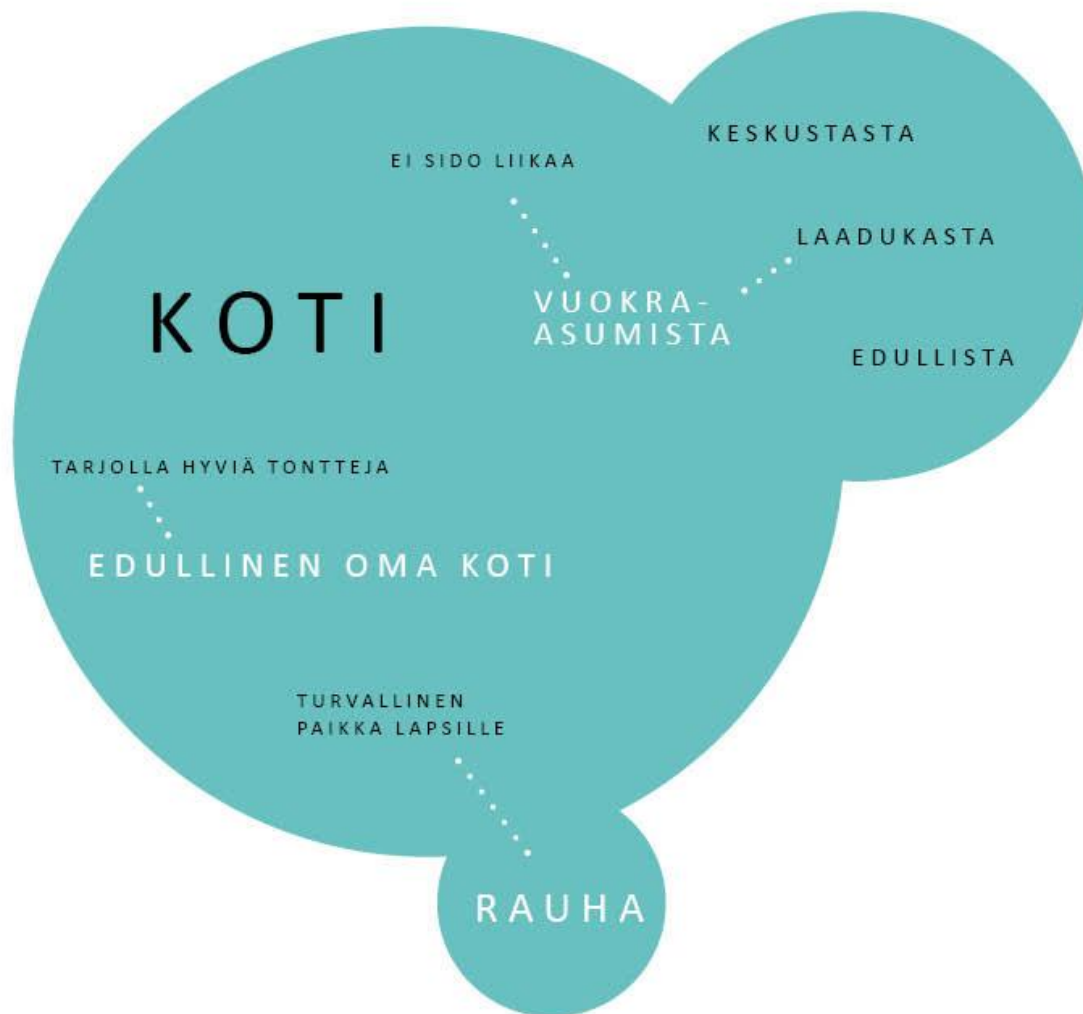 KESKUSTASTA
EI SIDO LIIKAA
LAADUKASTA
KOTI
VUOKRA-
ASUMISTA
EDULLISTA
TARJOLLA HYVIÄ TONTTEJA
EDULLINEN OMA KOTI
TURVALLINEN
PAIKKA LAPSILLE
RAUHA